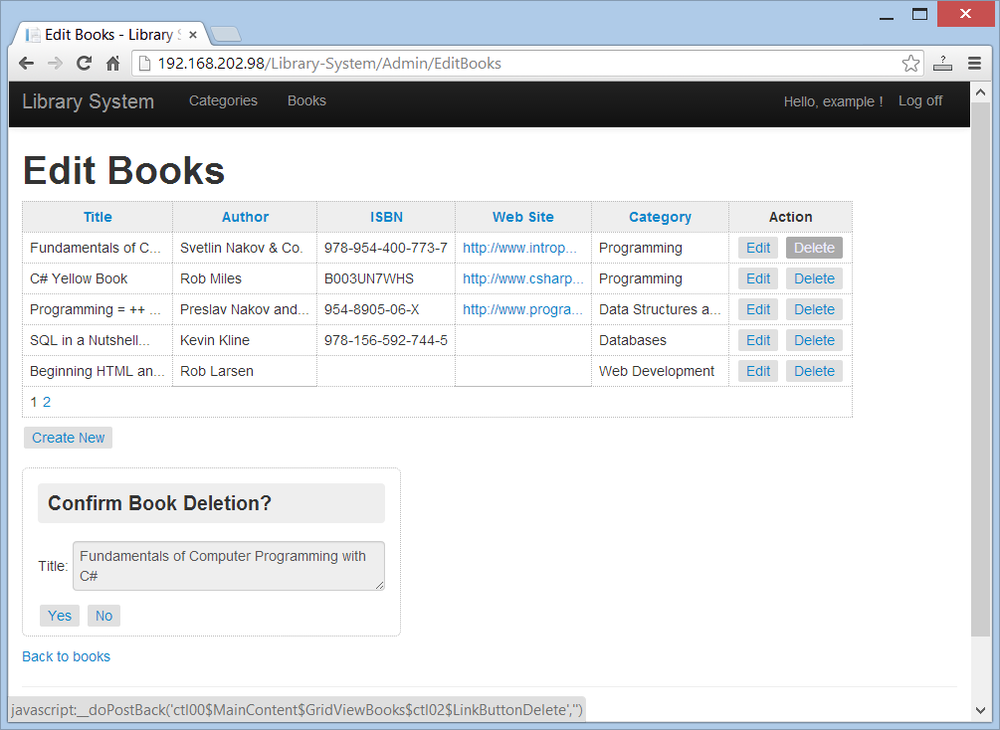 Edit Books - Library S
192.168.202.98/Library-System/Admin/EditBooks
Library System Categories Books Hello, example ! Log off
Edit Books
Title Author ISBN Web Site Category Action
Fundamentals of C... Svetlin Nakov & Co. 978-954-400-773-7 http://www.introp... Programming Edit Delete
C# Yellow Book Rob Miles B003UN7WHS http://www.csharp... Programming Edit Delete
Programming = ++ ... Preslav Nakov and... 954-8905-06-X http://www.progra... Data Structures a... Edit Delete
SQL in a Nutshell... Kevin Kline 978-156-592-744-5 Databases Edit Delete
Beginning HTML an... Rob Larsen Web Development Edit Delete
1 2
Create New
Confirm Book Deletion?
Title: Fundamentals of Computer Programming with
C#
Yes No
Back to books
javascript:__doPostBack('ctl00$MainContent$GridViewBooks$ctl02$LinkButtonDelete','')